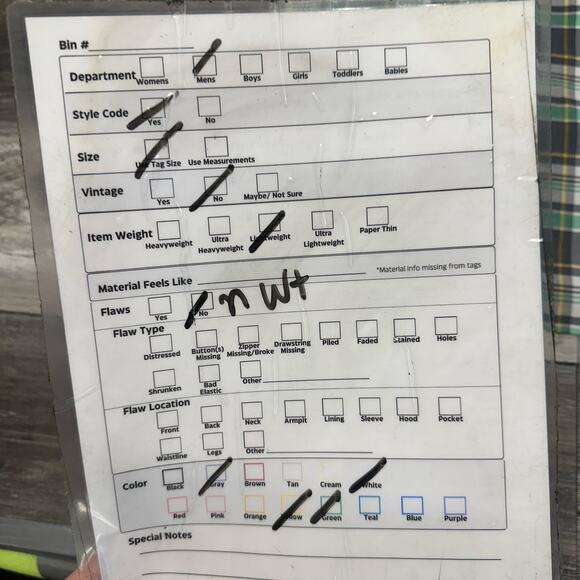 Bin #
Department Womens Mens Boys Girls Toddlers Babies
Style Code Yes No
Size Use Tag Size Use Measurements
Vintage Yes No Maybe/ Not Sure
Item Weight Heavyweight Ultra Heavyweight Lightweight Ultra Lightweight Paper Thin
Material Feels Like *Material info missing from tags
Flaws Yes No nwt
Flaw Type
Distressed Button(s) Missing Zipper Missing/Broke Drawstring Missing Piled Faded Stained Holes
Shrunken Bad Elastic Other
Flaw Location
Front Back Neck Armpit Lining Sleeve Hood Pocket
Waistline Legs Other
Color Black Gray Brown Tan Cream White
Red Pink Orange Yellow Green Teal Blue Purple
Special Notes